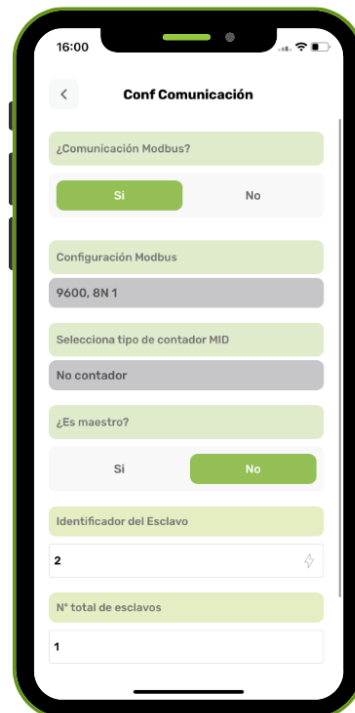 16:00
Conf Comunicación
¿Comunicación Modbus?
Si No
Configuración Modbus
9600, 8N 1
Selecciona tipo de contador MID
No contador
¿Es maestro?
Si No
Identificador del Esclavo
2
Nº total de esclavos
1